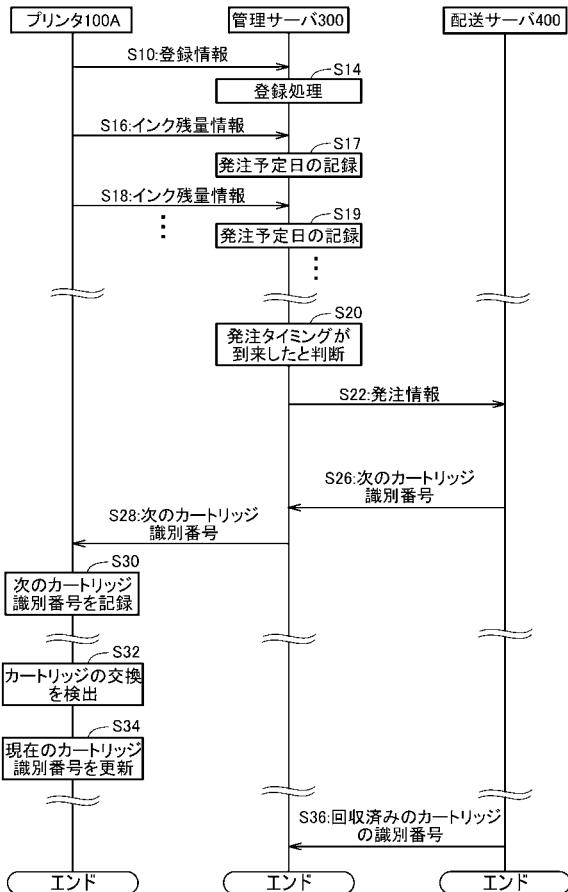 プリンタ100A
管理サーバ300
配送サーバ400
S10:登録情報
S14
登録処理
S16:インク残量情報
S17
発注予定日の記録
S18:インク残量情報
S19
発注予定日の記録
S20
発注タイミングが
到来したと判断
S22:発注情報
S26:次のカートリッジ
識別番号
S28:次のカートリッジ
識別番号
S30
次のカートリッジ
識別番号を記録
S32
カートリッジの交換
を検出
S34
現在のカートリッジ
識別番号を更新
S36:回収済みのカートリッジ
の識別番号
エンド
エンド
エンド